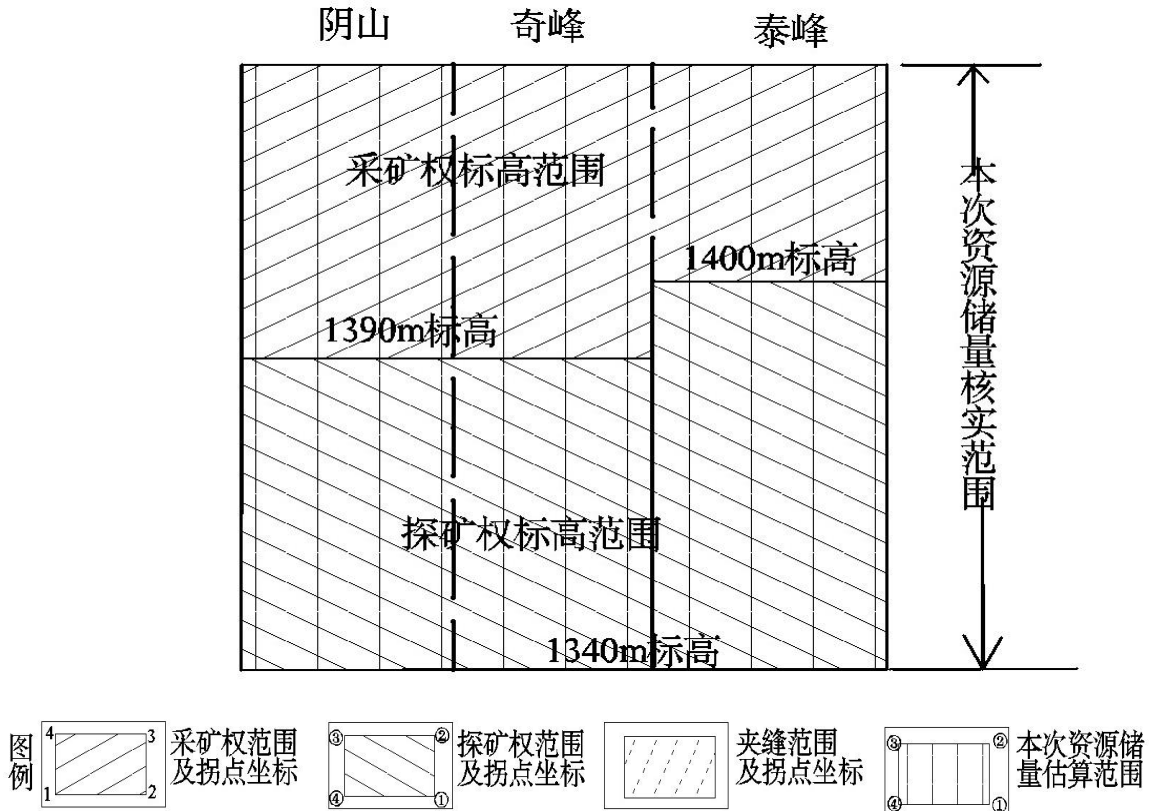 阴山 奇峰 泰峰
采矿权标高范围
1400m标高
1390m标高
本次资源储量核实范围
探矿权标高范围
1340m标高
图例
4 3
1 2
采矿权范围
及拐点坐标
③ ②
④ ①
探矿权范围
及拐点坐标
夹缝范围
及拐点坐标
③ ②
④ ①
本次资源储
量估算范围